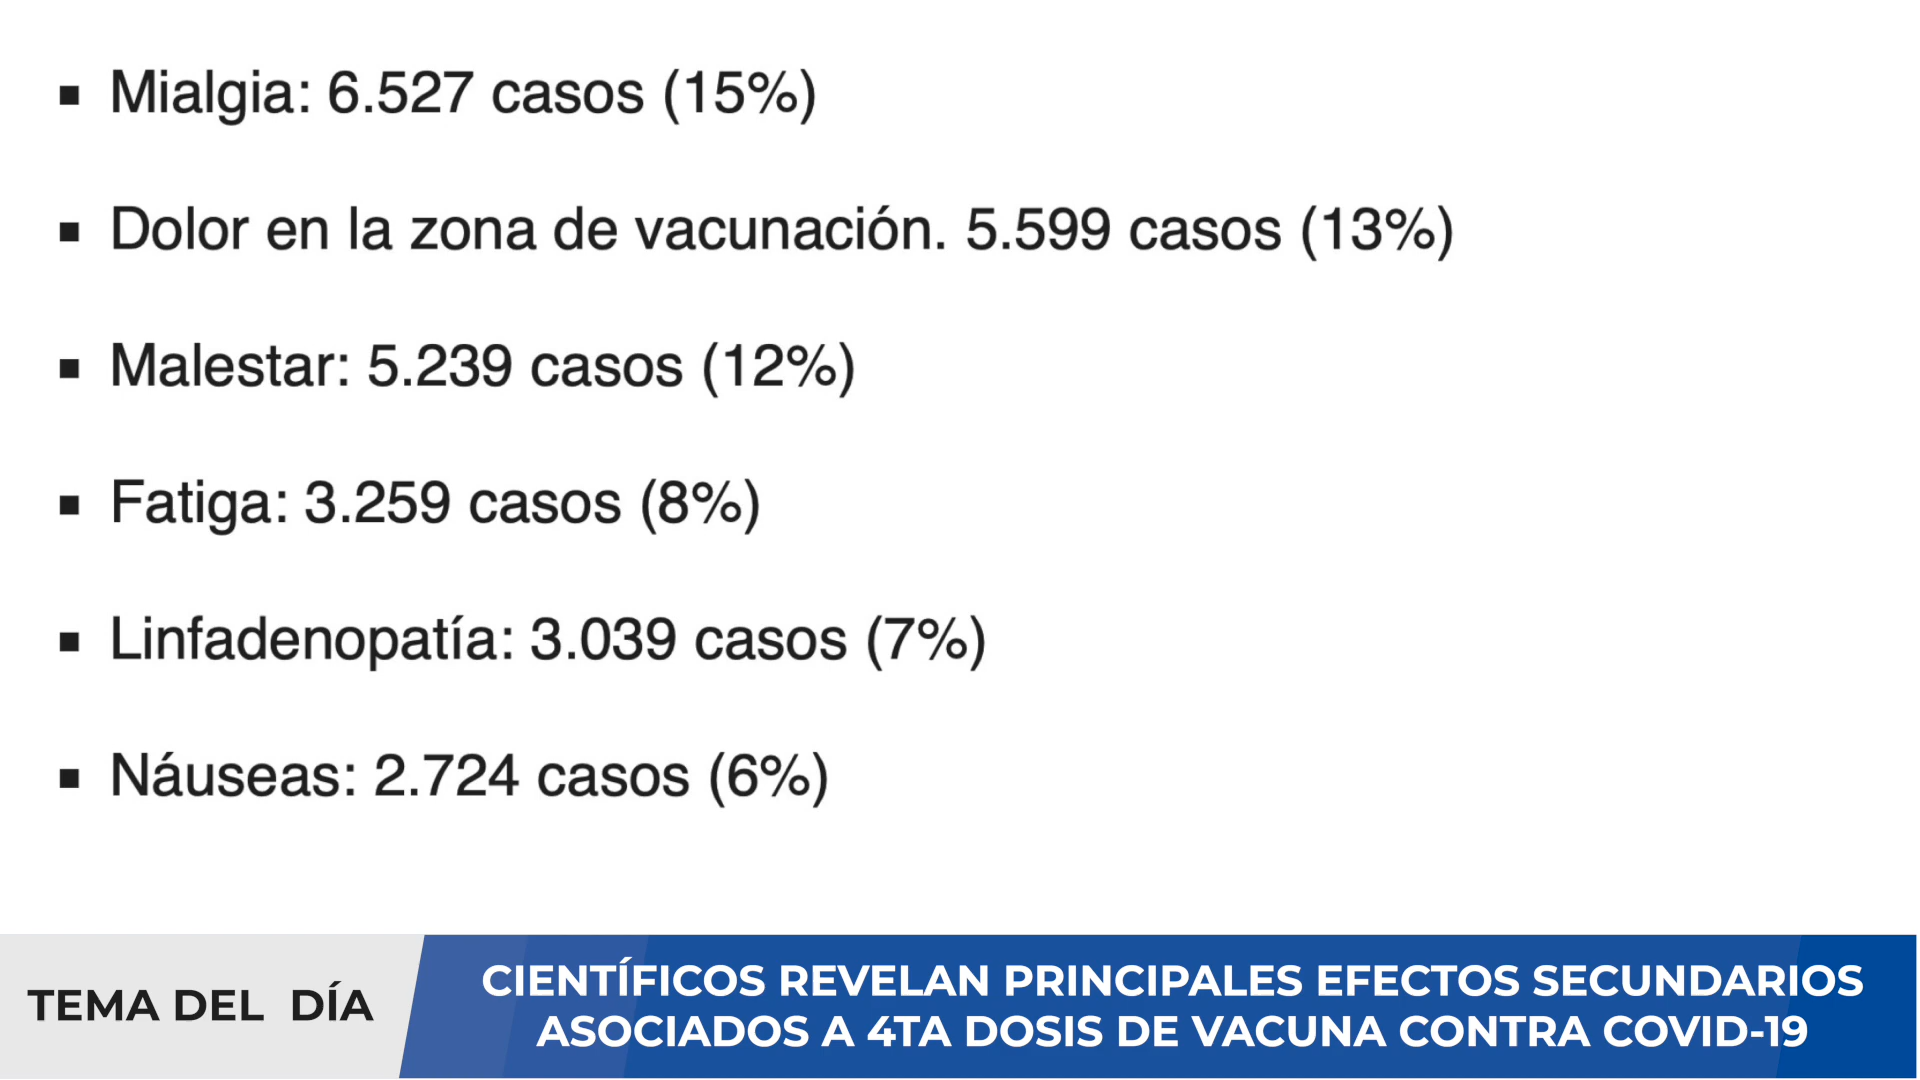 ▪ Mialgia: 6.527 casos (15%)
▪ Dolor en la zona de vacunación. 5.599 casos (13%)
▪ Malestar: 5.239 casos (12%)
▪ Fatiga: 3.259 casos (8%)
▪ Linfadenopatía: 3.039 casos (7%)
▪ Náuseas: 2.724 casos (6%)
TEMA DEL DÍA
CIENTÍFICOS REVELAN PRINCIPALES EFECTOS SECUNDARIOS
ASOCIADOS A 4TA DOSIS DE VACUNA CONTRA COVID-19